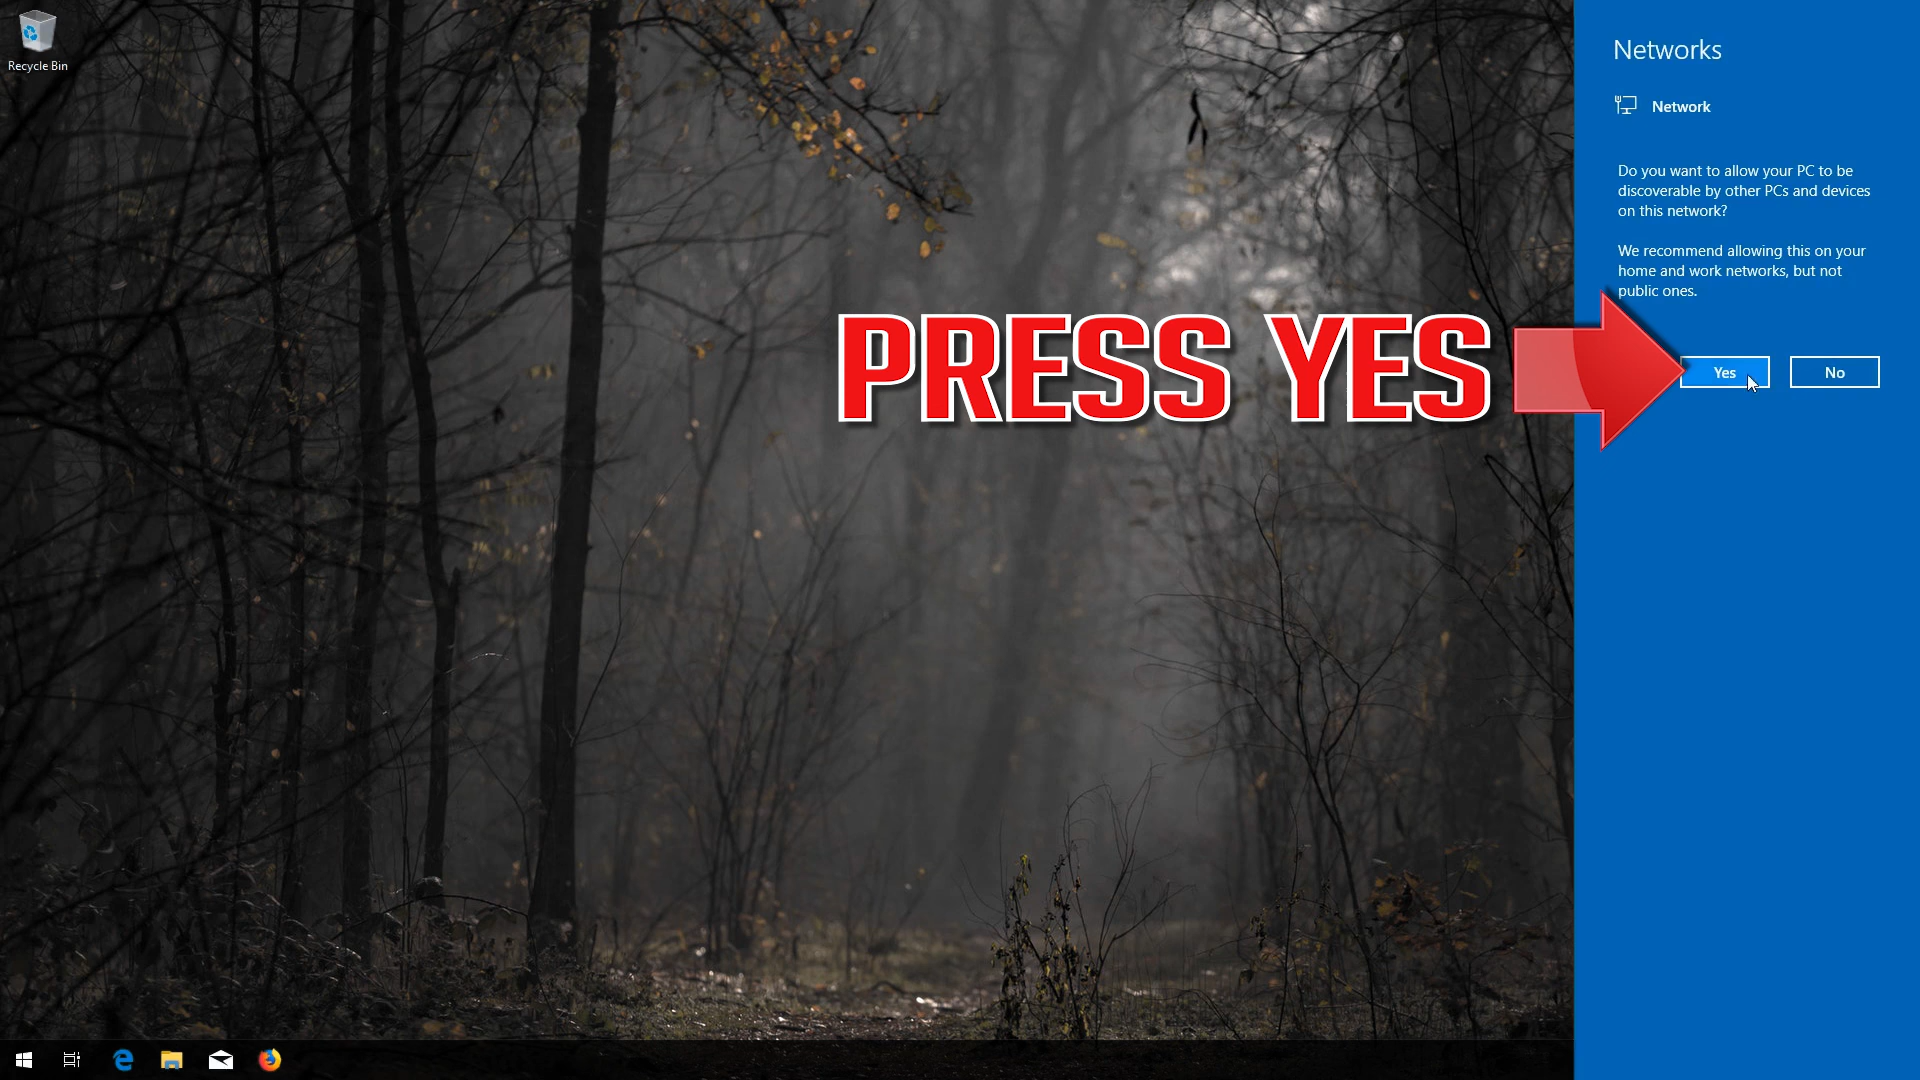 Recycle Bin
Networks
Network
Do you want to allow your PC to be
discoverable by other PCs and devices
on this network?
We recommend allowing this on your
home and work networks, but not
public ones.
PRESS YES
Yes
No